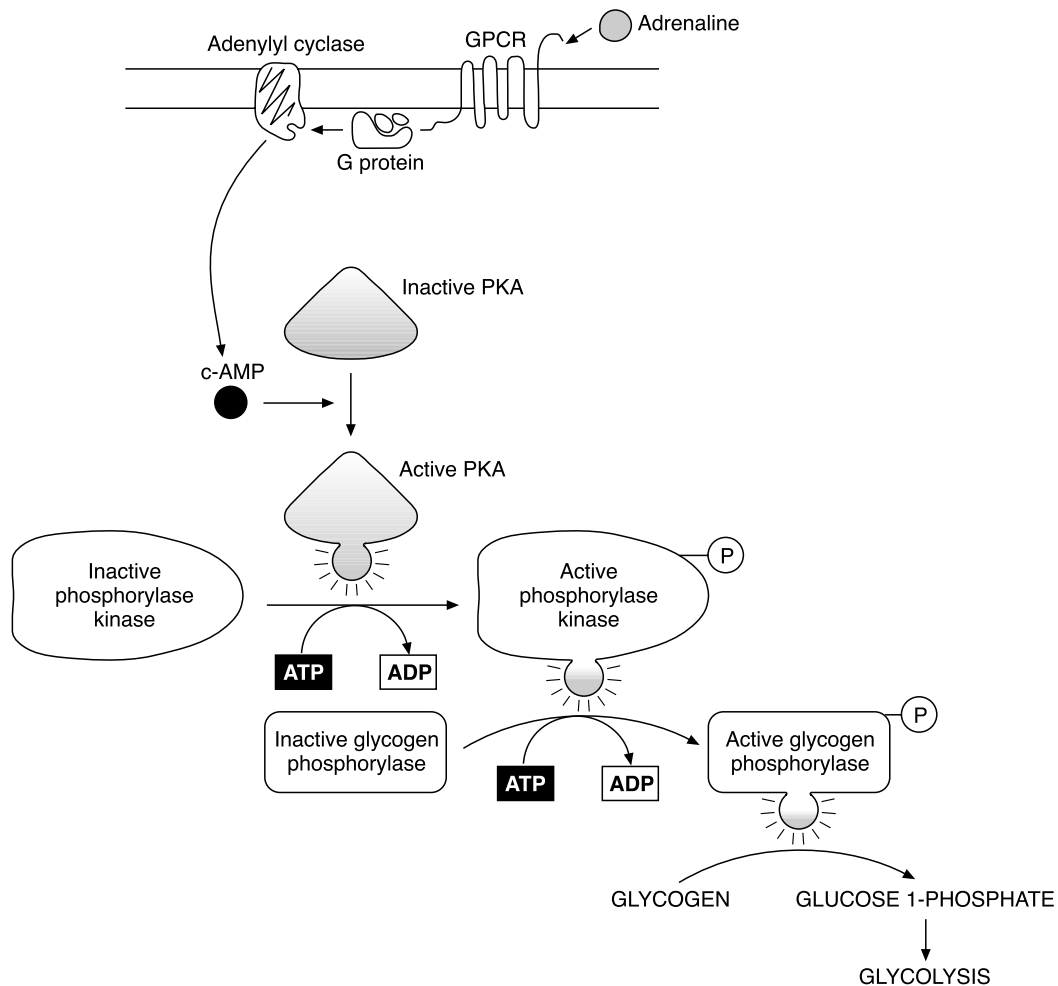 Adrenaline
GPCR
Adenylyl cyclase
G protein
Inactive PKA
c-AMP
Active PKA
Inactive
phosphorylase
kinase
Active
phosphorylase
kinase
P
ATP
ADP
Inactive glycogen
phosphorylase
ATP
ADP
Active glycogen
phosphorylase
P
GLYCOGEN
GLUCOSE 1-PHOSPHATE
GLYCOLYSIS